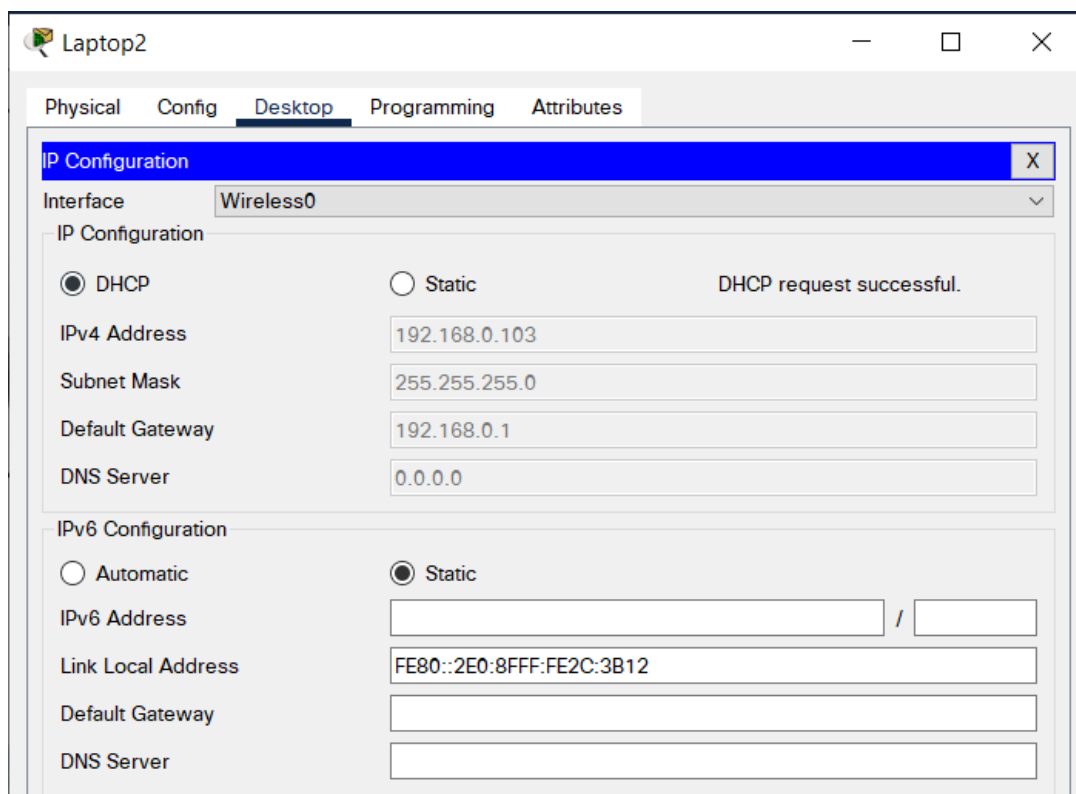 Laptop2
Physical Config Desktop Programming Attributes
IP Configuration X
Interface Wireless0
IP Configuration
DHCP Static DHCP request successful.
IPv4 Address 192.168.0.103
Subnet Mask 255.255.255.0
Default Gateway 192.168.0.1
DNS Server 0.0.0.0
IPv6 Configuration
Automatic Static
IPv6 Address /
Link Local Address FE80::2E0:8FFF:FE2C:3B12
Default Gateway
DNS Server